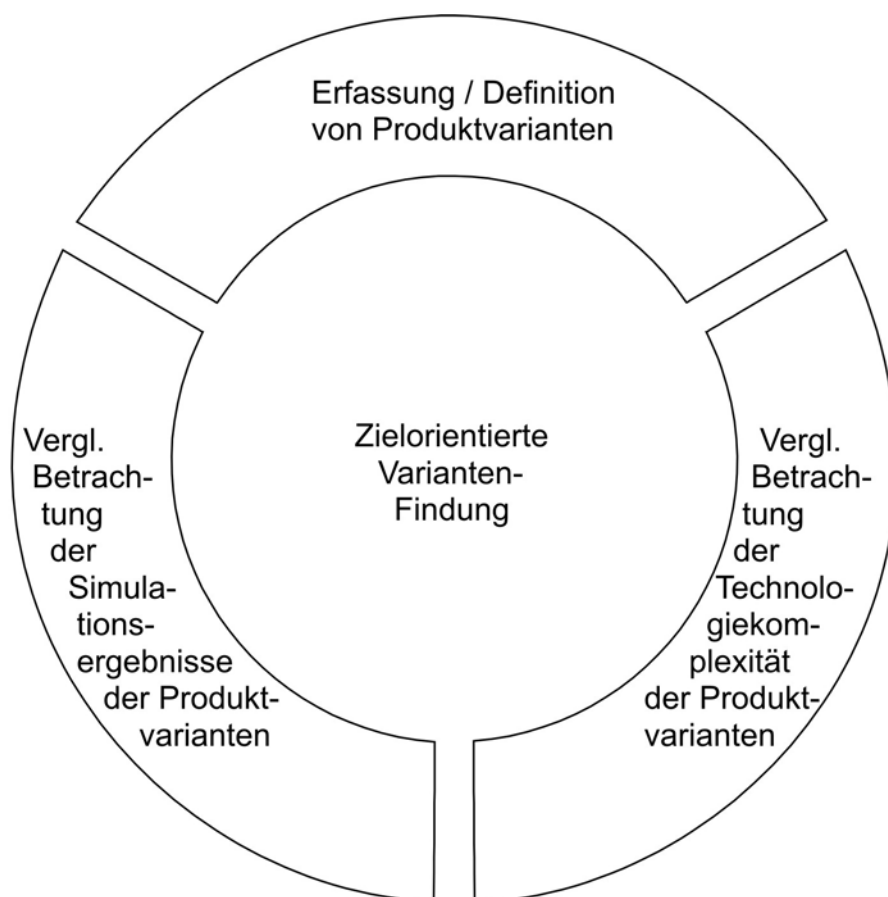 Erfassung / Definition
von Produktvarianten
Zielorientierte
Varianten-
Findung
Vergl.
Betrach-
tung
der
Simula-
tions-
ergebnisse
der Produkt-
varianten
Vergl.
Betrach-
tung
der
Technolo-
giekom-
plexität
der Produkt-
varianten